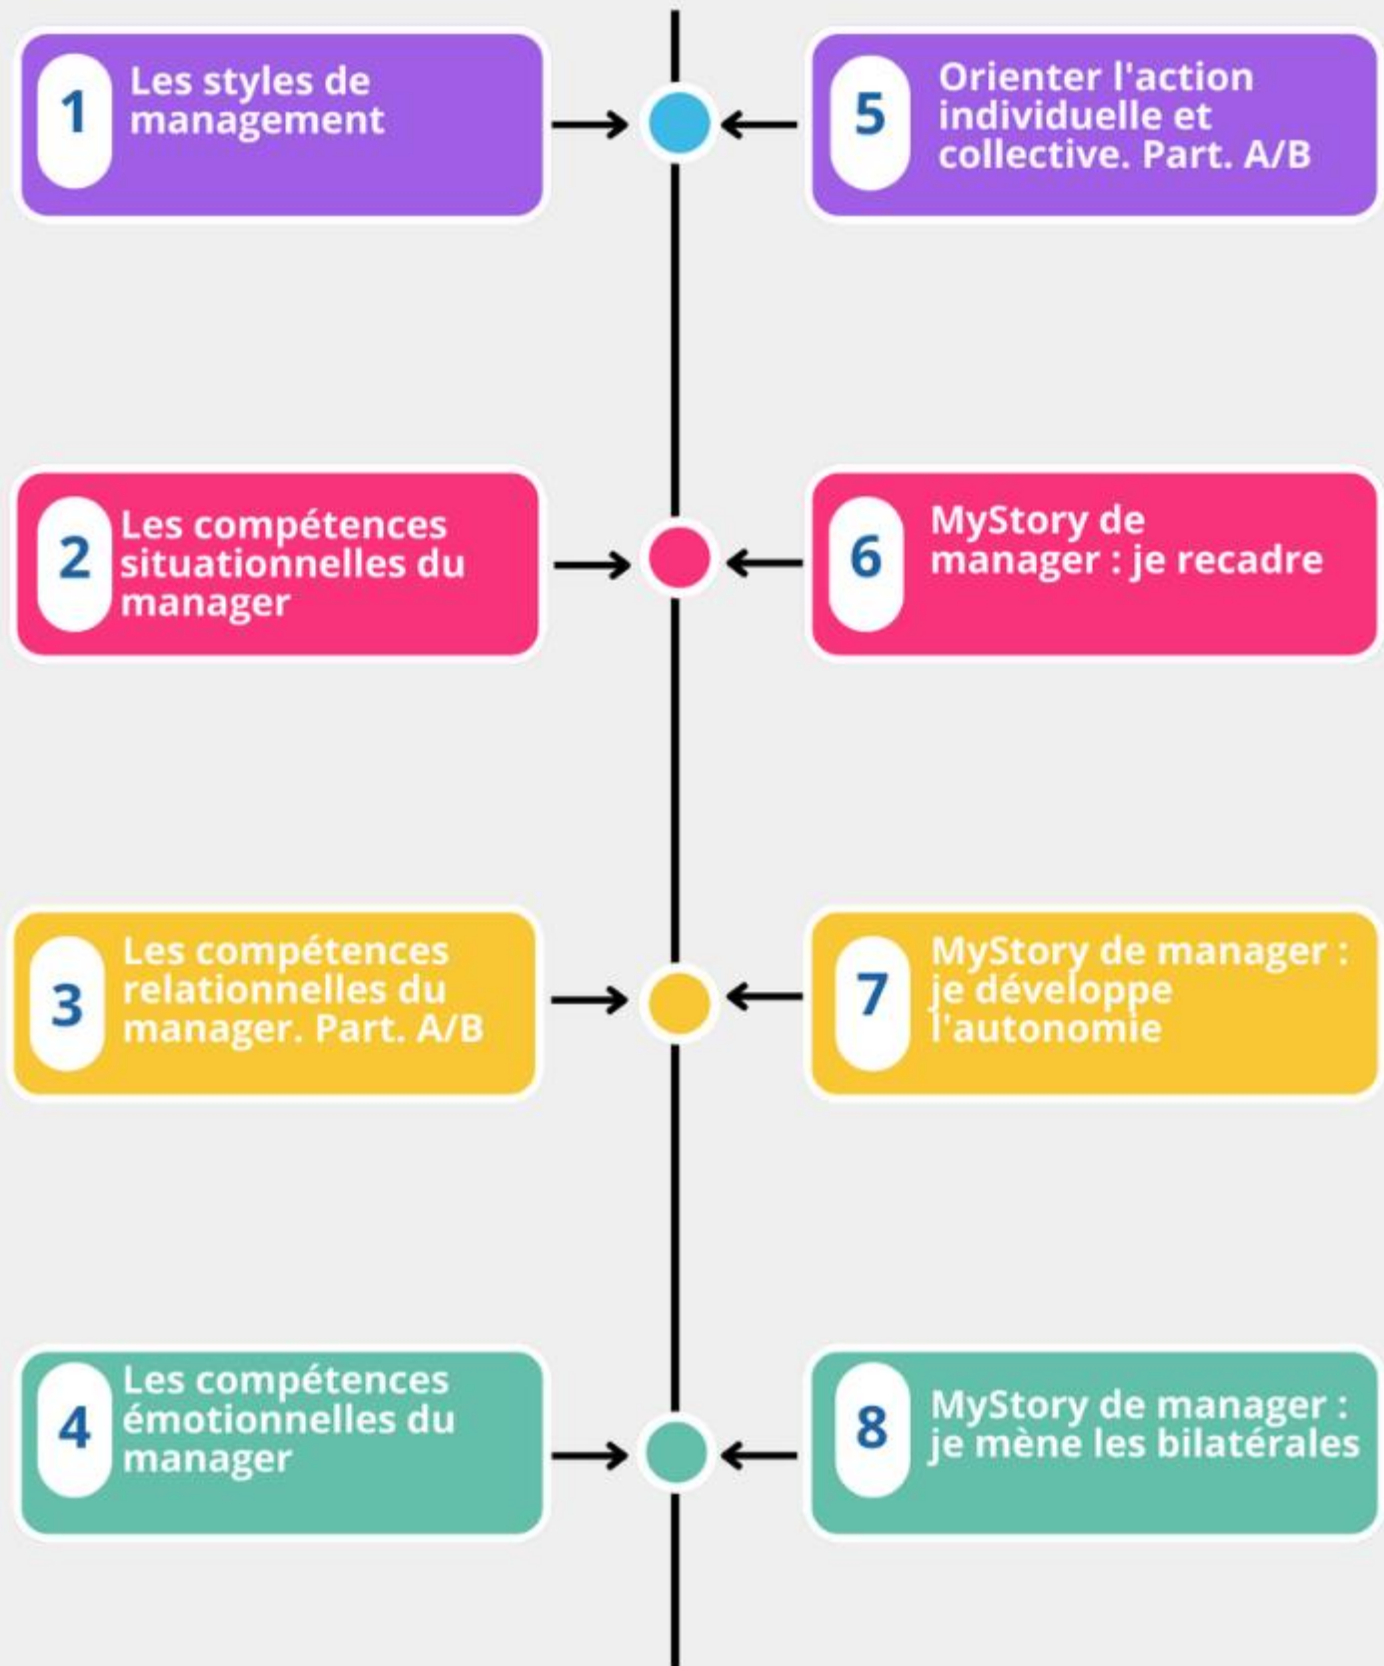 1
Les styles de
management
2
Les compétences
situationnelles du
manager
3
Les compétences
relationnelles du
manager. Part. A/B
4
Les compétences
émotionnelles du
manager
5
Orienter l'action
individuelle et
collective. Part. A/B
6
MyStory de
manager : je recadre
7
MyStory de manager :
je développe
l'autonomie
8
MyStory de manager :
je mène les bilatérales